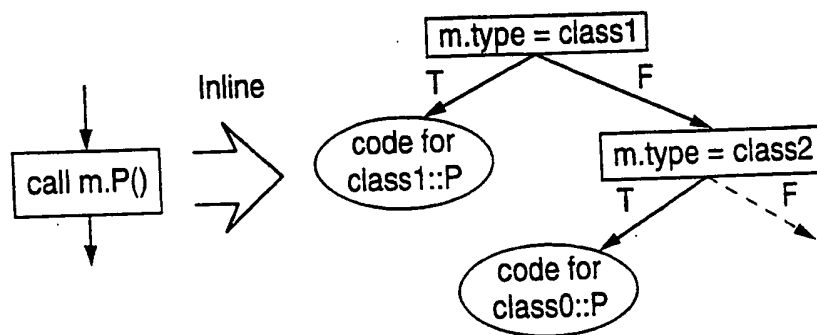 m.type = class1
T
F
Inline
code for
class1::P
call m.P()
m.type = class2
T
F
code for
class0::P